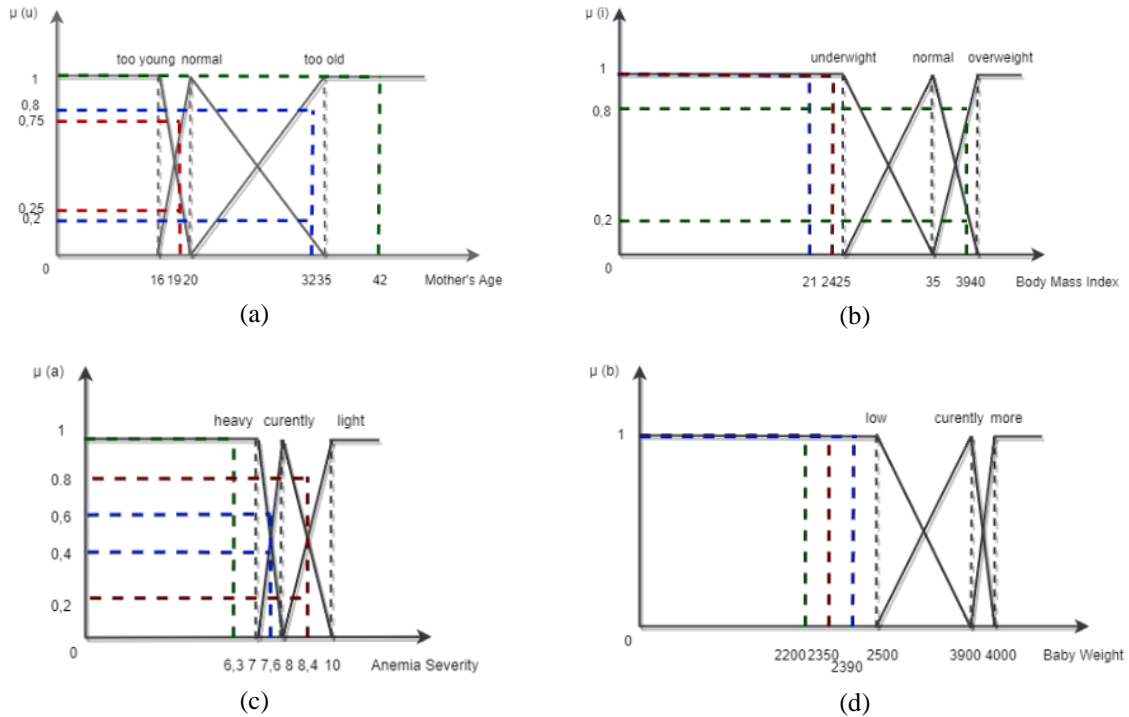 μ (u)
too young normal too old
1
0,8
0,75
0,25
0,2
0
16 19 20 32 35 42 Mother's Age
(a)
μ (i)
underwight normal overweight
1
0,8
0,2
0
21 24 25 35 39 40 Body Mass Index
(b)
μ (a)
heavy curently light
1
0.8
0,6
0,4
0,2
0
6,3 7 7,6 8 8,4 10 Anemia Severity
(c)
μ (b)
low curently more
1
0
2200 2350 2500 3900 4000 Baby Weight
2390
(d)